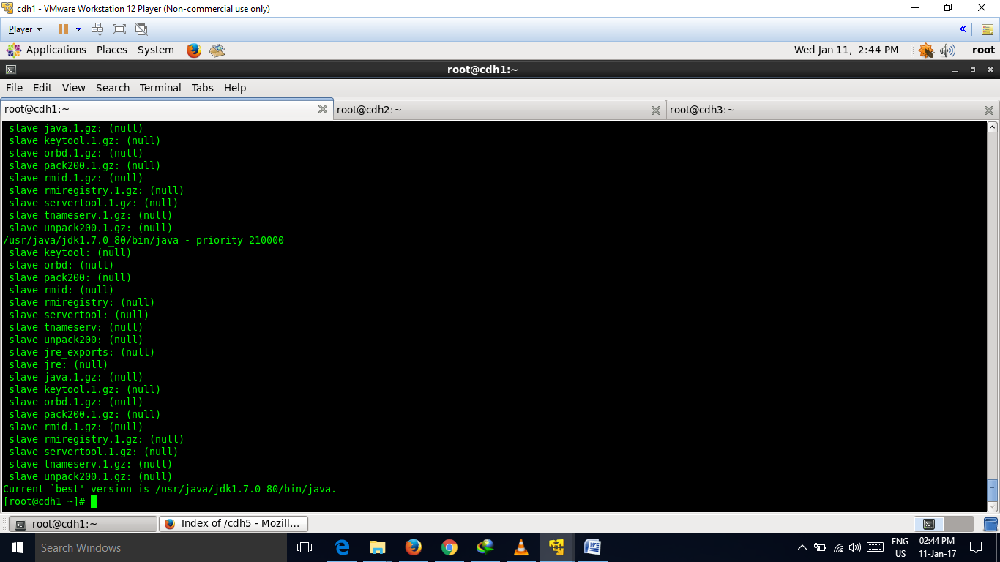 cdh1 - VMware Workstation 12 Player (Non-commercial use only)
Player
Applications Places System Wed Jan 11, 2:44 PM root
root@cdh1:~
File Edit View Search Terminal Tabs Help
root@cdh1:~ root@cdh2:~ root@cdh3:~
slave java.1.gz: (null)
slave keytool.1.gz: (null)
slave orbd.1.gz: (null)
slave pack200.1.gz: (null)
slave rmid.1.gz: (null)
slave rmiregistry.1.gz: (null)
slave servertool.1.gz: (null)
slave tnameserv.1.gz: (null)
slave unpack200.1.gz: (null)
/usr/java/jdk1.7.0_80/bin/java - priority 210000
slave keytool: (null)
slave orbd: (null)
slave pack200: (null)
slave rmid: (null)
slave rmiregistry: (null)
slave servertool: (null)
slave tnameserv: (null)
slave unpack200: (null)
slave jre_exports: (null)
slave jre: (null)
slave java.1.gz: (null)
slave keytool.1.gz: (null)
slave orbd.1.gz: (null)
slave pack200.1.gz: (null)
slave rmid.1.gz: (null)
slave rmiregistry.1.gz: (null)
slave servertool.1.gz: (null)
slave tnameserv.1.gz: (null)
slave unpack200.1.gz: (null)
Current `best' version is /usr/java/jdk1.7.0_80/bin/java.
[root@cdh1 ~]#
root@cdh1:~ Index of /cdh5 - Mozill...
Search Windows
ENG 02:44 PM
US 11-Jan-17